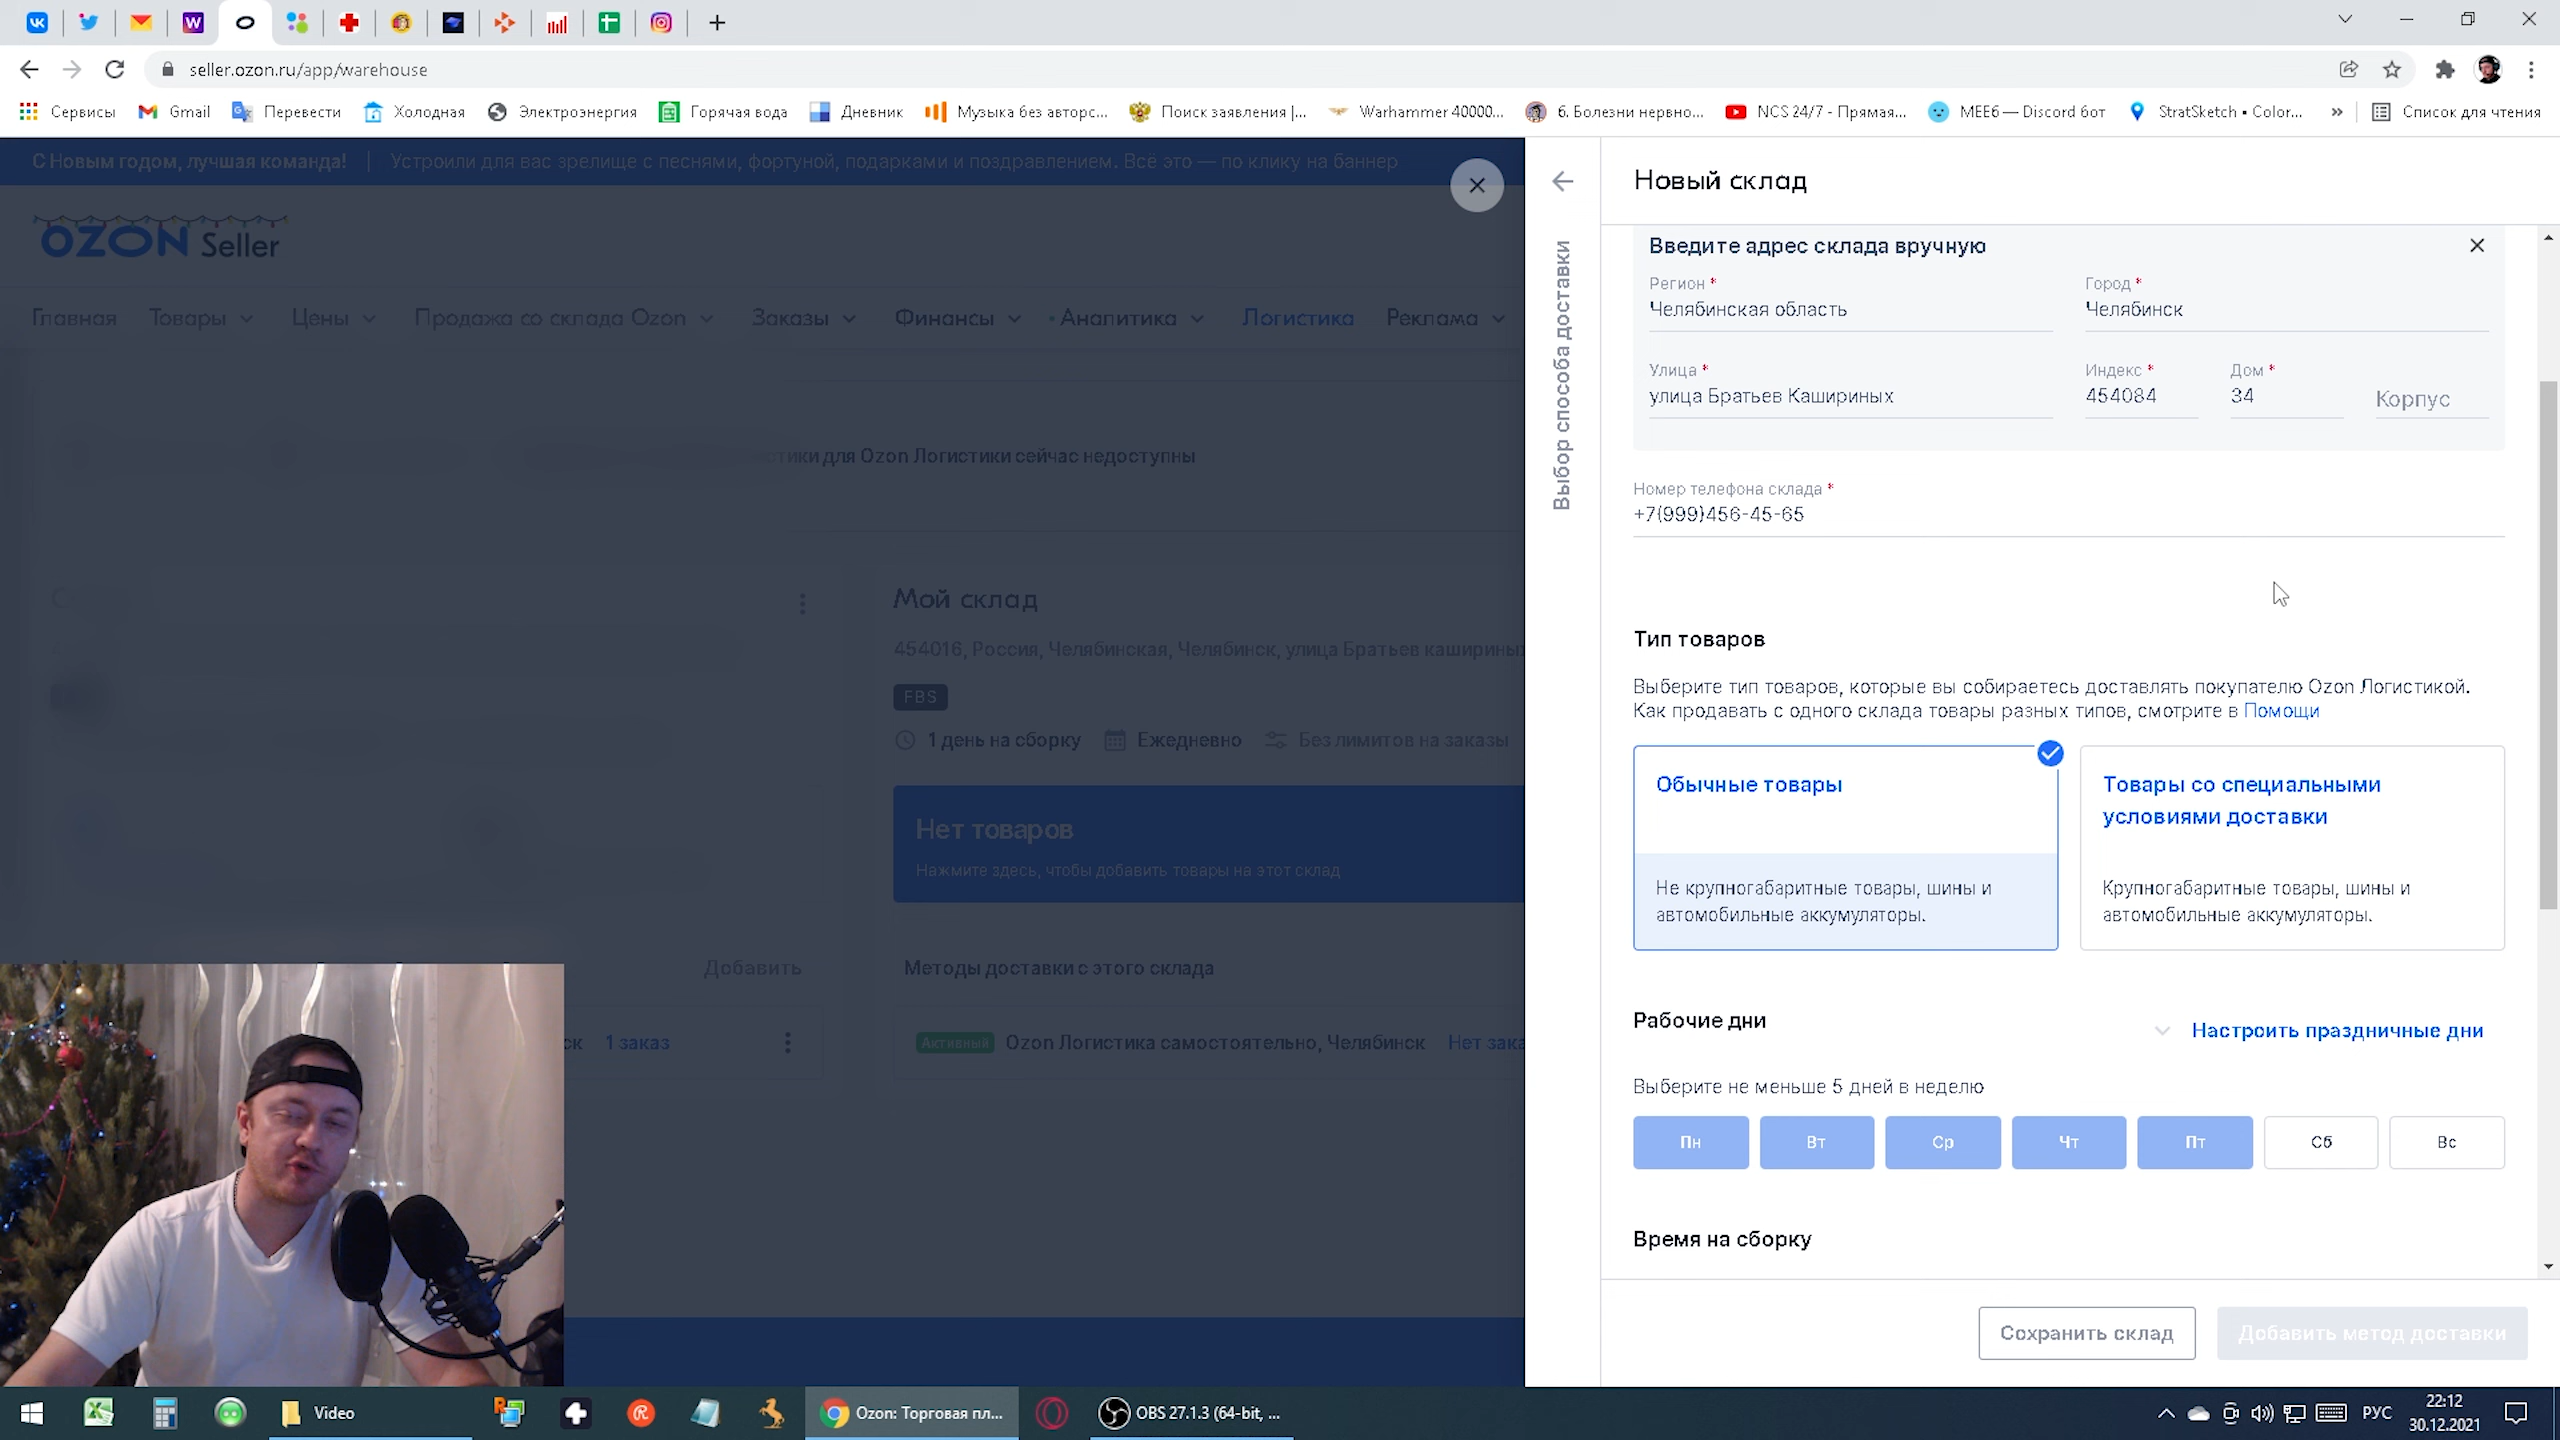 seller.ozon.ru/app/warehouse
Сервисы
Gmail
Перевести
Холодная
Электроэнергия
Горячая вода
Дневник
Музыка без авторс...
Поиск заявления |...
Warhammer 40000...
6. Болезни нервно...
NCS 24/7 - Прямая...
MEE6 — Discord бот
StratSketch • Color...
»
Список для чтения
С Новым годом, лучшая команда! | Устроили для вас зрелище с песнями, фортуной, подарками и поздравлением. Всё это — по клику на баннер
OZON Seller
Главная
Товары
Цены
Продажа со склада Ozon
Заказы
Финансы
Аналитика
Логистика
Реклама
для Ozon Логистики сейчас недоступны
Мой склад
454016, Россия, Челябинская, Челябинск, улица Братьев кашириных
FBS
1 день на сборку
Ежедневно
Без лимитов на заказы
Нет товаров
Нажмите здесь, чтобы добавить товары на этот склад
Добавить
Методы доставки с этого склада
ск
1 заказ
Активный
Ozon Логистика самостоятельно, Челябинск
Нет зака
Выбор способа доставки
Новый склад
Введите адрес склада вручную
Регион *
Город *
Челябинская область
Челябинск
Улица *
Индекс *
Дом *
улица Братьев Кашириных
454084
34
Корпус
Номер телефона склада *
+7(999)456-45-65
Тип товаров
Выберите тип товаров, которые вы собираетесь доставлять покупателю Ozon Логистикой.
Как продавать с одного склада товары разных типов, смотрите в Помощи
Обычные товары
Не крупногабаритные товары, шины и
автомобильные аккумуляторы.
Товары со специальными
условиями доставки
Крупногабаритные товары, шины и
автомобильные аккумуляторы.
Рабочие дни
Настроить праздничные дни
Выберите не меньше 5 дней в неделю
Пн
Вт
Ср
Чт
Пт
Сб
Вс
Время на сборку
Сохранить склад
Добавить метод доставки
Video
Ozon: Торговая пл...
OBS 27.1.3 (64-bit, ...
РУС
22:12
30.12.2021